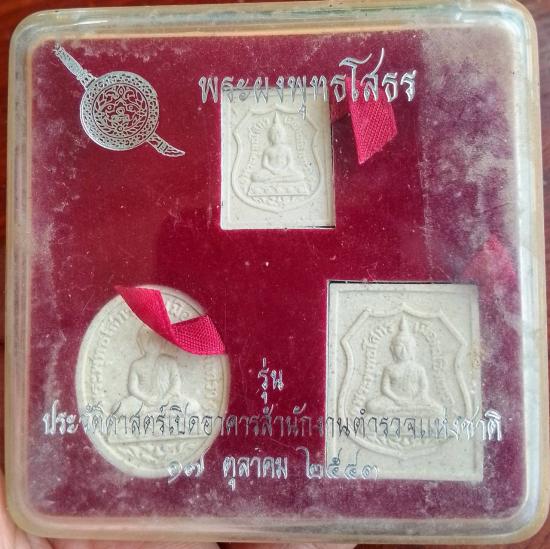 พระผงพุทธโสธร
รุ่น
ประวัติศาสตร์เปิดอาคารสำนักงานตำรวจแห่งชาติ
๑๗ ตุลาคม ๒๕๔๓